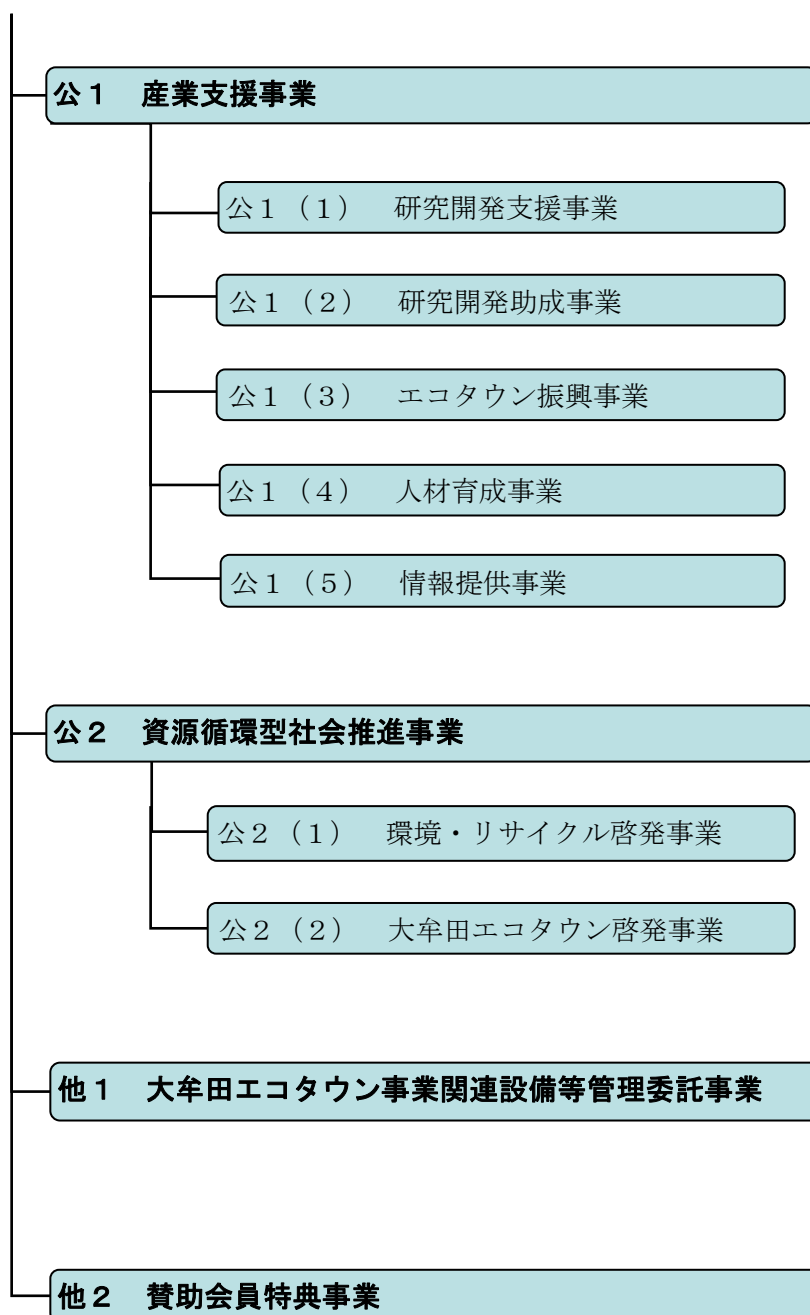 公１　産業支援事業
公１（１）　研究開発支援事業
公１（２）　研究開発助成事業
公１（３）　エコタウン振興事業
公１（４）　人材育成事業
公１（５）　情報提供事業
公２　資源循環型社会推進事業
公２（１）　環境・リサイクル啓発事業
公２（２）　大牟田エコタウン啓発事業
他１　大牟田エコタウン事業関連設備等管理委託事業
他２　賛助会員特典事業